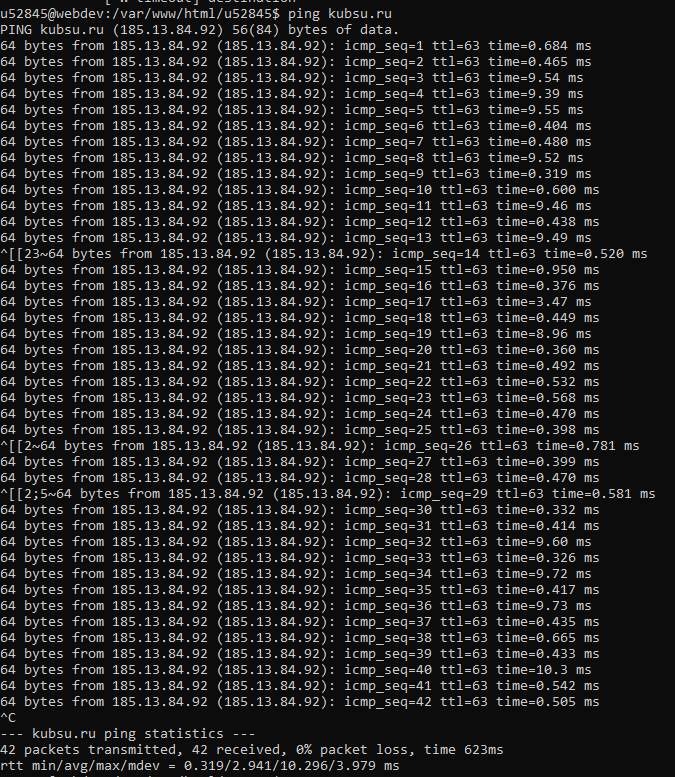 [-W timeout] destination
u52845@webdev:/var/www/html/u52845$ ping kubsu.ru
PING kubsu.ru (185.13.84.92) 56(84) bytes of data.
64 bytes from 185.13.84.92 (185.13.84.92): icmp_seq=1 ttl=63 time=0.684 ms
64 bytes from 185.13.84.92 (185.13.84.92): icmp_seq=2 ttl=63 time=0.465 ms
64 bytes from 185.13.84.92 (185.13.84.92): icmp_seq=3 ttl=63 time=9.54 ms
64 bytes from 185.13.84.92 (185.13.84.92): icmp_seq=4 ttl=63 time=9.39 ms
64 bytes from 185.13.84.92 (185.13.84.92): icmp_seq=5 ttl=63 time=9.55 ms
64 bytes from 185.13.84.92 (185.13.84.92): icmp_seq=6 ttl=63 time=0.404 ms
64 bytes from 185.13.84.92 (185.13.84.92): icmp_seq=7 ttl=63 time=0.480 ms
64 bytes from 185.13.84.92 (185.13.84.92): icmp_seq=8 ttl=63 time=9.52 ms
64 bytes from 185.13.84.92 (185.13.84.92): icmp_seq=9 ttl=63 time=0.319 ms
64 bytes from 185.13.84.92 (185.13.84.92): icmp_seq=10 ttl=63 time=0.600 ms
64 bytes from 185.13.84.92 (185.13.84.92): icmp_seq=11 ttl=63 time=9.46 ms
64 bytes from 185.13.84.92 (185.13.84.92): icmp_seq=12 ttl=63 time=0.438 ms
64 bytes from 185.13.84.92 (185.13.84.92): icmp_seq=13 ttl=63 time=9.49 ms
^[[23~64 bytes from 185.13.84.92 (185.13.84.92): icmp_seq=14 ttl=63 time=0.520 ms
64 bytes from 185.13.84.92 (185.13.84.92): icmp_seq=15 ttl=63 time=0.950 ms
64 bytes from 185.13.84.92 (185.13.84.92): icmp_seq=16 ttl=63 time=0.376 ms
64 bytes from 185.13.84.92 (185.13.84.92): icmp_seq=17 ttl=63 time=3.47 ms
64 bytes from 185.13.84.92 (185.13.84.92): icmp_seq=18 ttl=63 time=0.449 ms
64 bytes from 185.13.84.92 (185.13.84.92): icmp_seq=19 ttl=63 time=8.96 ms
64 bytes from 185.13.84.92 (185.13.84.92): icmp_seq=20 ttl=63 time=0.360 ms
64 bytes from 185.13.84.92 (185.13.84.92): icmp_seq=21 ttl=63 time=0.492 ms
64 bytes from 185.13.84.92 (185.13.84.92): icmp_seq=22 ttl=63 time=0.532 ms
64 bytes from 185.13.84.92 (185.13.84.92): icmp_seq=23 ttl=63 time=0.568 ms
64 bytes from 185.13.84.92 (185.13.84.92): icmp_seq=24 ttl=63 time=0.470 ms
64 bytes from 185.13.84.92 (185.13.84.92): icmp_seq=25 ttl=63 time=0.398 ms
^[[2~64 bytes from 185.13.84.92 (185.13.84.92): icmp_seq=26 ttl=63 time=0.781 ms
64 bytes from 185.13.84.92 (185.13.84.92): icmp_seq=27 ttl=63 time=0.399 ms
64 bytes from 185.13.84.92 (185.13.84.92): icmp_seq=28 ttl=63 time=0.470 ms
^[[2;5~64 bytes from 185.13.84.92 (185.13.84.92): icmp_seq=29 ttl=63 time=0.581 ms
64 bytes from 185.13.84.92 (185.13.84.92): icmp_seq=30 ttl=63 time=0.332 ms
64 bytes from 185.13.84.92 (185.13.84.92): icmp_seq=31 ttl=63 time=0.414 ms
64 bytes from 185.13.84.92 (185.13.84.92): icmp_seq=32 ttl=63 time=9.60 ms
64 bytes from 185.13.84.92 (185.13.84.92): icmp_seq=33 ttl=63 time=0.326 ms
64 bytes from 185.13.84.92 (185.13.84.92): icmp_seq=34 ttl=63 time=9.72 ms
64 bytes from 185.13.84.92 (185.13.84.92): icmp_seq=35 ttl=63 time=0.417 ms
64 bytes from 185.13.84.92 (185.13.84.92): icmp_seq=36 ttl=63 time=9.73 ms
64 bytes from 185.13.84.92 (185.13.84.92): icmp_seq=37 ttl=63 time=0.435 ms
64 bytes from 185.13.84.92 (185.13.84.92): icmp_seq=38 ttl=63 time=0.665 ms
64 bytes from 185.13.84.92 (185.13.84.92): icmp_seq=39 ttl=63 time=0.433 ms
64 bytes from 185.13.84.92 (185.13.84.92): icmp_seq=40 ttl=63 time=10.3 ms
64 bytes from 185.13.84.92 (185.13.84.92): icmp_seq=41 ttl=63 time=0.542 ms
64 bytes from 185.13.84.92 (185.13.84.92): icmp_seq=42 ttl=63 time=0.505 ms
^C
--- kubsu.ru ping statistics ---
42 packets transmitted, 42 received, 0% packet loss, time 623ms
rtt min/avg/max/mdev = 0.319/2.941/10.296/3.979 ms